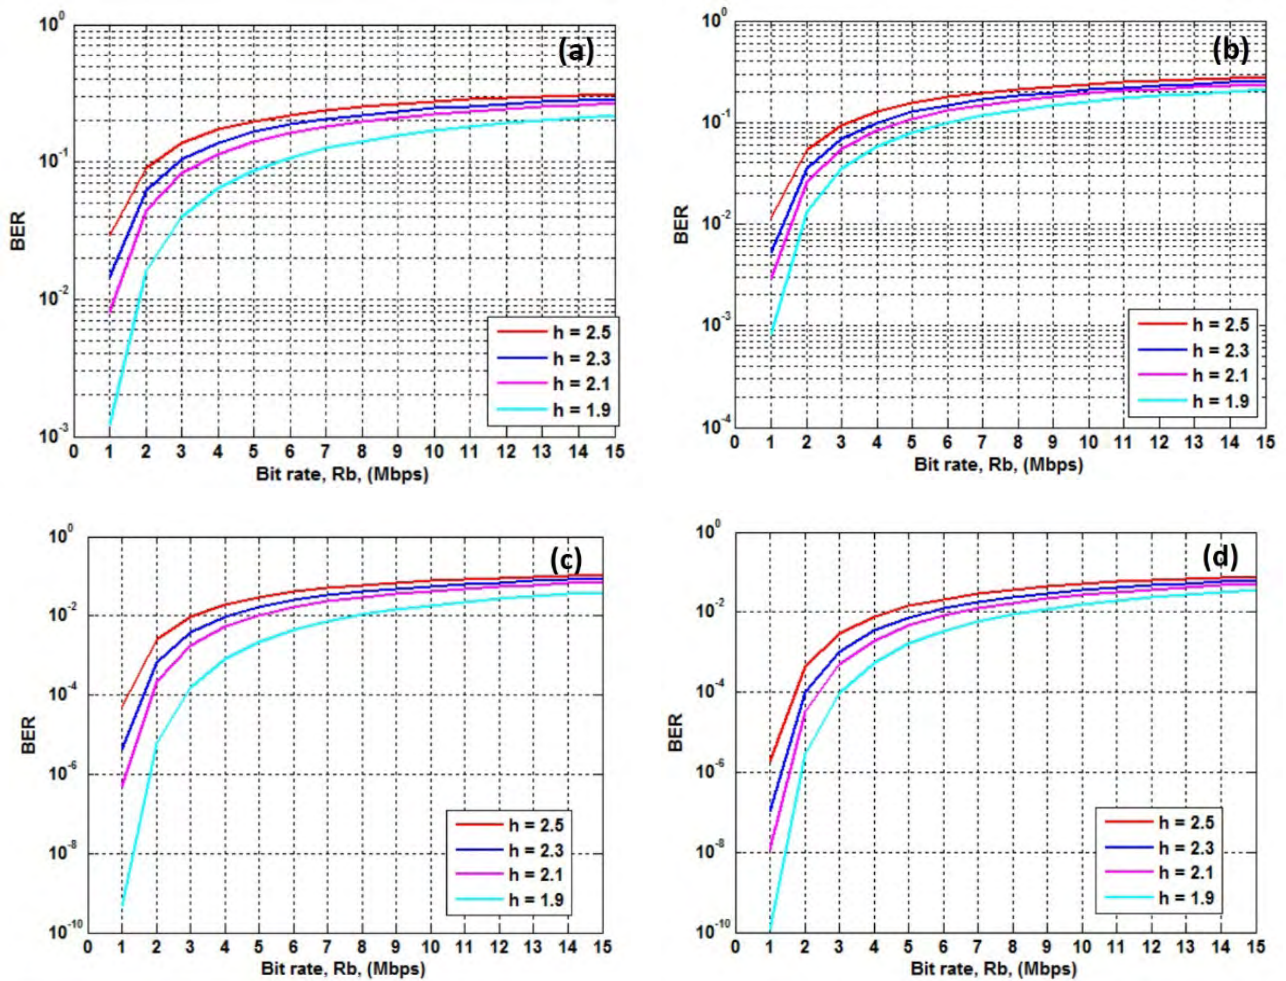 (a)
10^0
10^-1
10^-2
10^-3
BER
0 1 2 3 4 5 6 7 8 9 10 11 12 13 14 15
Bit rate, Rb, (Mbps)
h = 2.5
h = 2.3
h = 2.1
h = 1.9
(b)
10^0
10^-1
10^-2
10^-3
10^-4
BER
0 1 2 3 4 5 6 7 8 9 10 11 12 13 14 15
Bit rate, Rb, (Mbps)
h = 2.5
h = 2.3
h = 2.1
h = 1.9
(c)
10^0
10^-2
10^-4
10^-6
10^-8
10^-10
BER
0 1 2 3 4 5 6 7 8 9 10 11 12 13 14 15
Bit rate, Rb, (Mbps)
h = 2.5
h = 2.3
h = 2.1
h = 1.9
(d)
10^0
10^-2
10^-4
10^-6
10^-8
10^-10
BER
0 1 2 3 4 5 6 7 8 9 10 11 12 13 14 15
Bit rate, Rb, (Mbps)
h = 2.5
h = 2.3
h = 2.1
h = 1.9